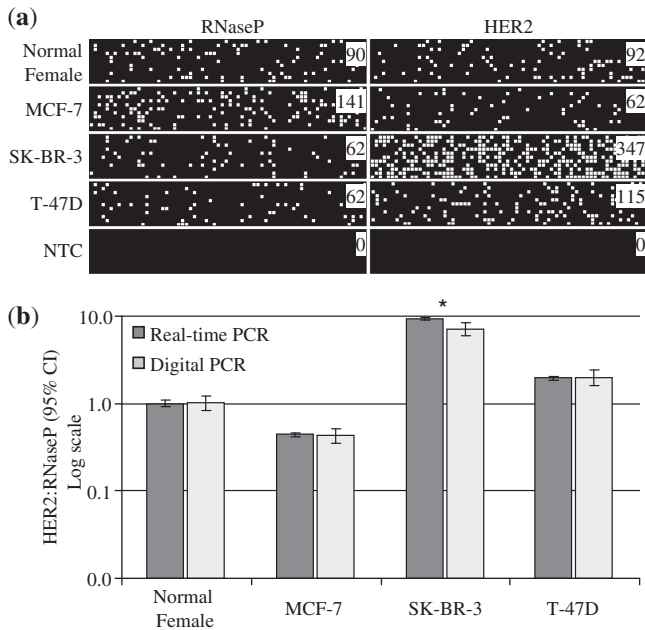 (a)
RNaseP HER2
Normal Female 90 92
MCF-7 141 62
SK-BR-3 62 347
T-47D 62 115
NTC 0 0
(b)
HER2:RNaseP (95% CI)
Log scale
10.0
1.0
0.1
0.0
Real-time PCR
Digital PCR
*
Normal Female
MCF-7
SK-BR-3
T-47D